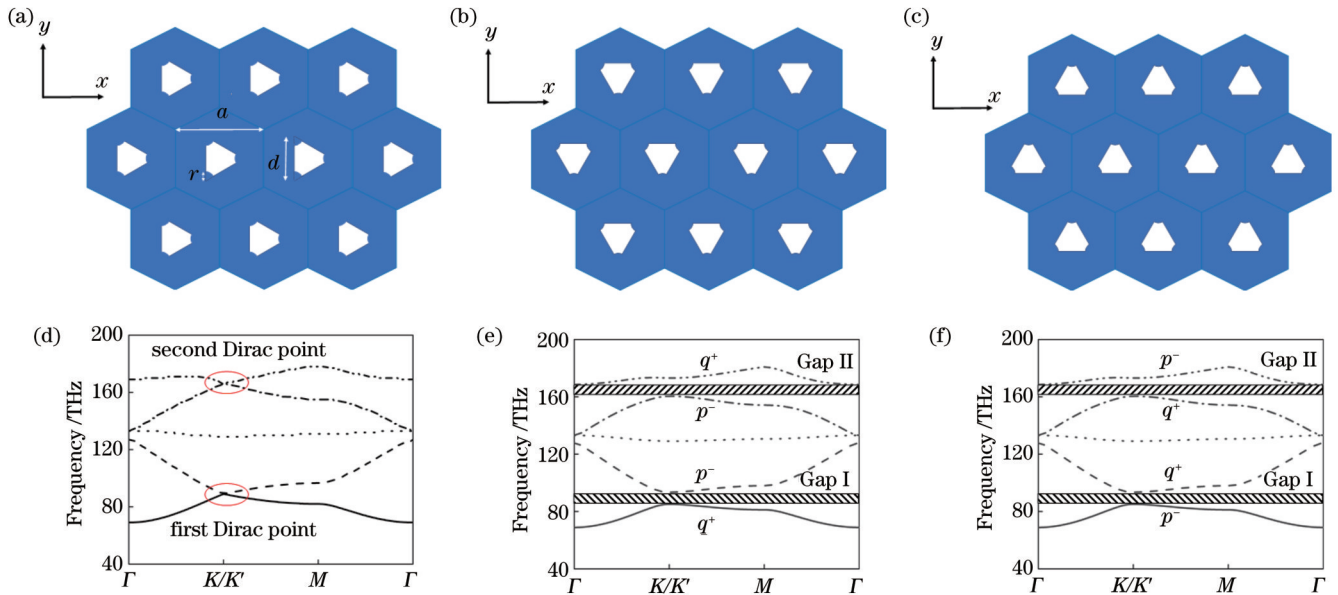 (a)
y
x
a
d
r
(b)
y
x
(c)
y
x
(d)
Frequency /THz
200
160
120
80
40
second Dirac point
first Dirac point
Γ
K/K′
M
Γ
(e)
Frequency /THz
200
160
120
80
40
q⁺
Gap II
p⁻
p⁻
Gap I
q⁺
Γ
K/K′
M
Γ
(f)
Frequency /THz
200
160
120
80
40
p⁻
Gap II
q⁺
q⁺
Gap I
p⁻
Γ
K/K′
M
Γ